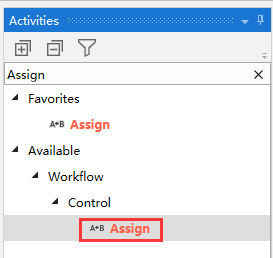 Activities
Assign
Favorites
A+B Assign
Available
Workflow
Control
A+B Assign